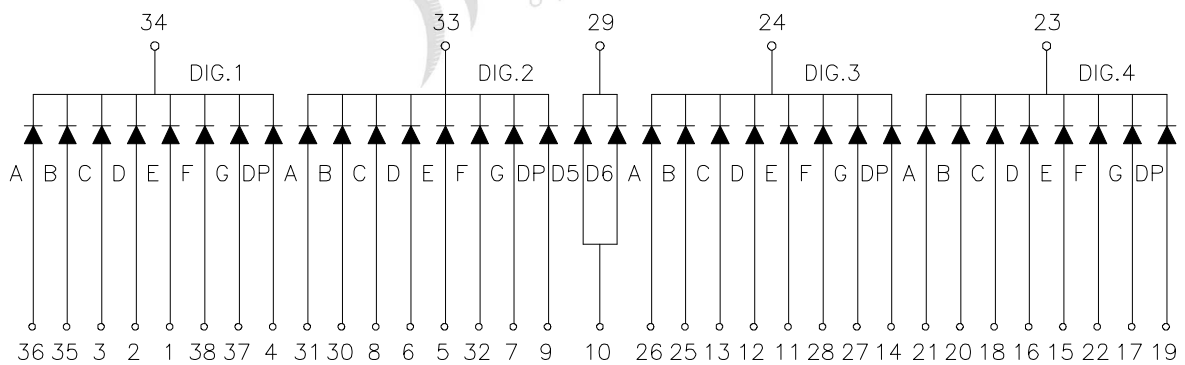 34 33 29 24 23
DIG.1 DIG.2 DIG.3 DIG.4
A B C D E F G DP A B C D E F G DP D5 D6 A B C D E F G DP A B C D E F G DP
36 35 3 2 1 38 37 4 31 30 8 6 5 32 7 9 10 26 25 13 12 11 28 27 14 21 20 18 16 15 22 17 19